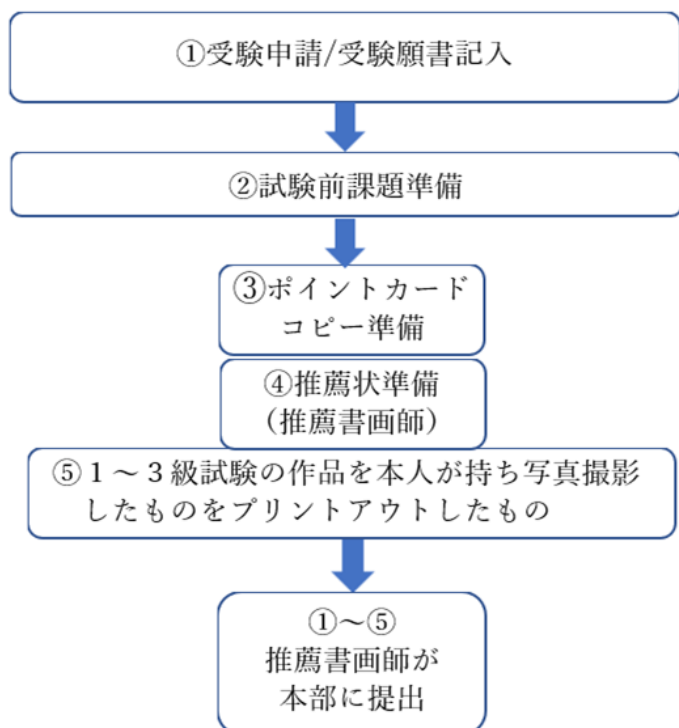 ①受験申請/受験願書記入
②試験前課題準備
③ポイントカード
コピー準備
④推薦状準備
（推薦書画師）
⑤１～３級試験の作品を本人が持ち写真撮影
したものをプリントアウトしたもの
①～⑤
推薦書画師が
本部に提出